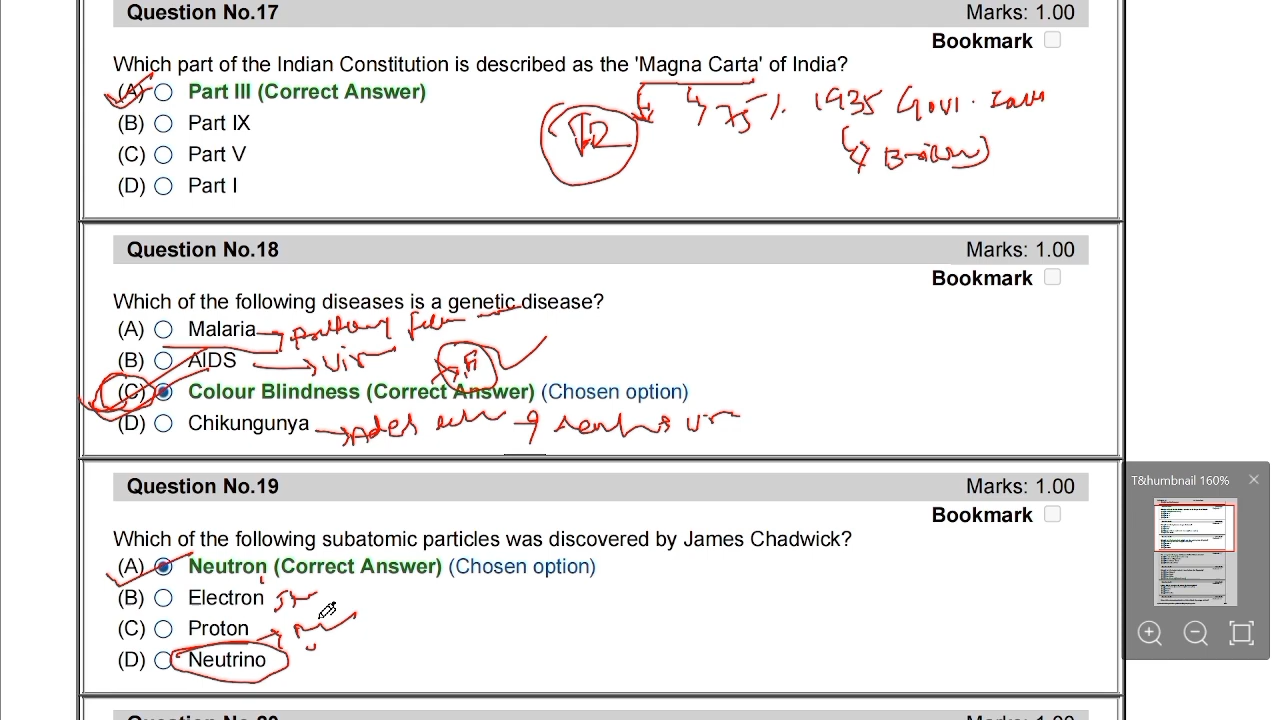 Question No.17 Marks: 1.00
Bookmark
Which part of the Indian Constitution is described as the 'Magna Carta' of India?
(A) Part III (Correct Answer)
75% 1935 Govt.
(B) Part IX
(C) Part V
(D) Part I
Question No.18 Marks: 1.00
Bookmark
Which of the following diseases is a genetic disease?
(A) Malaria
(B) AIDS
(C) Colour Blindness (Correct Answer) (Chosen option)
(D) Chikungunya
Question No.19 Marks: 1.00
Bookmark
Which of the following subatomic particles was discovered by James Chadwick?
(A) Neutron (Correct Answer) (Chosen option)
(B) Electron
(C) Proton
(D) Neutrino
T&humbnail 160%